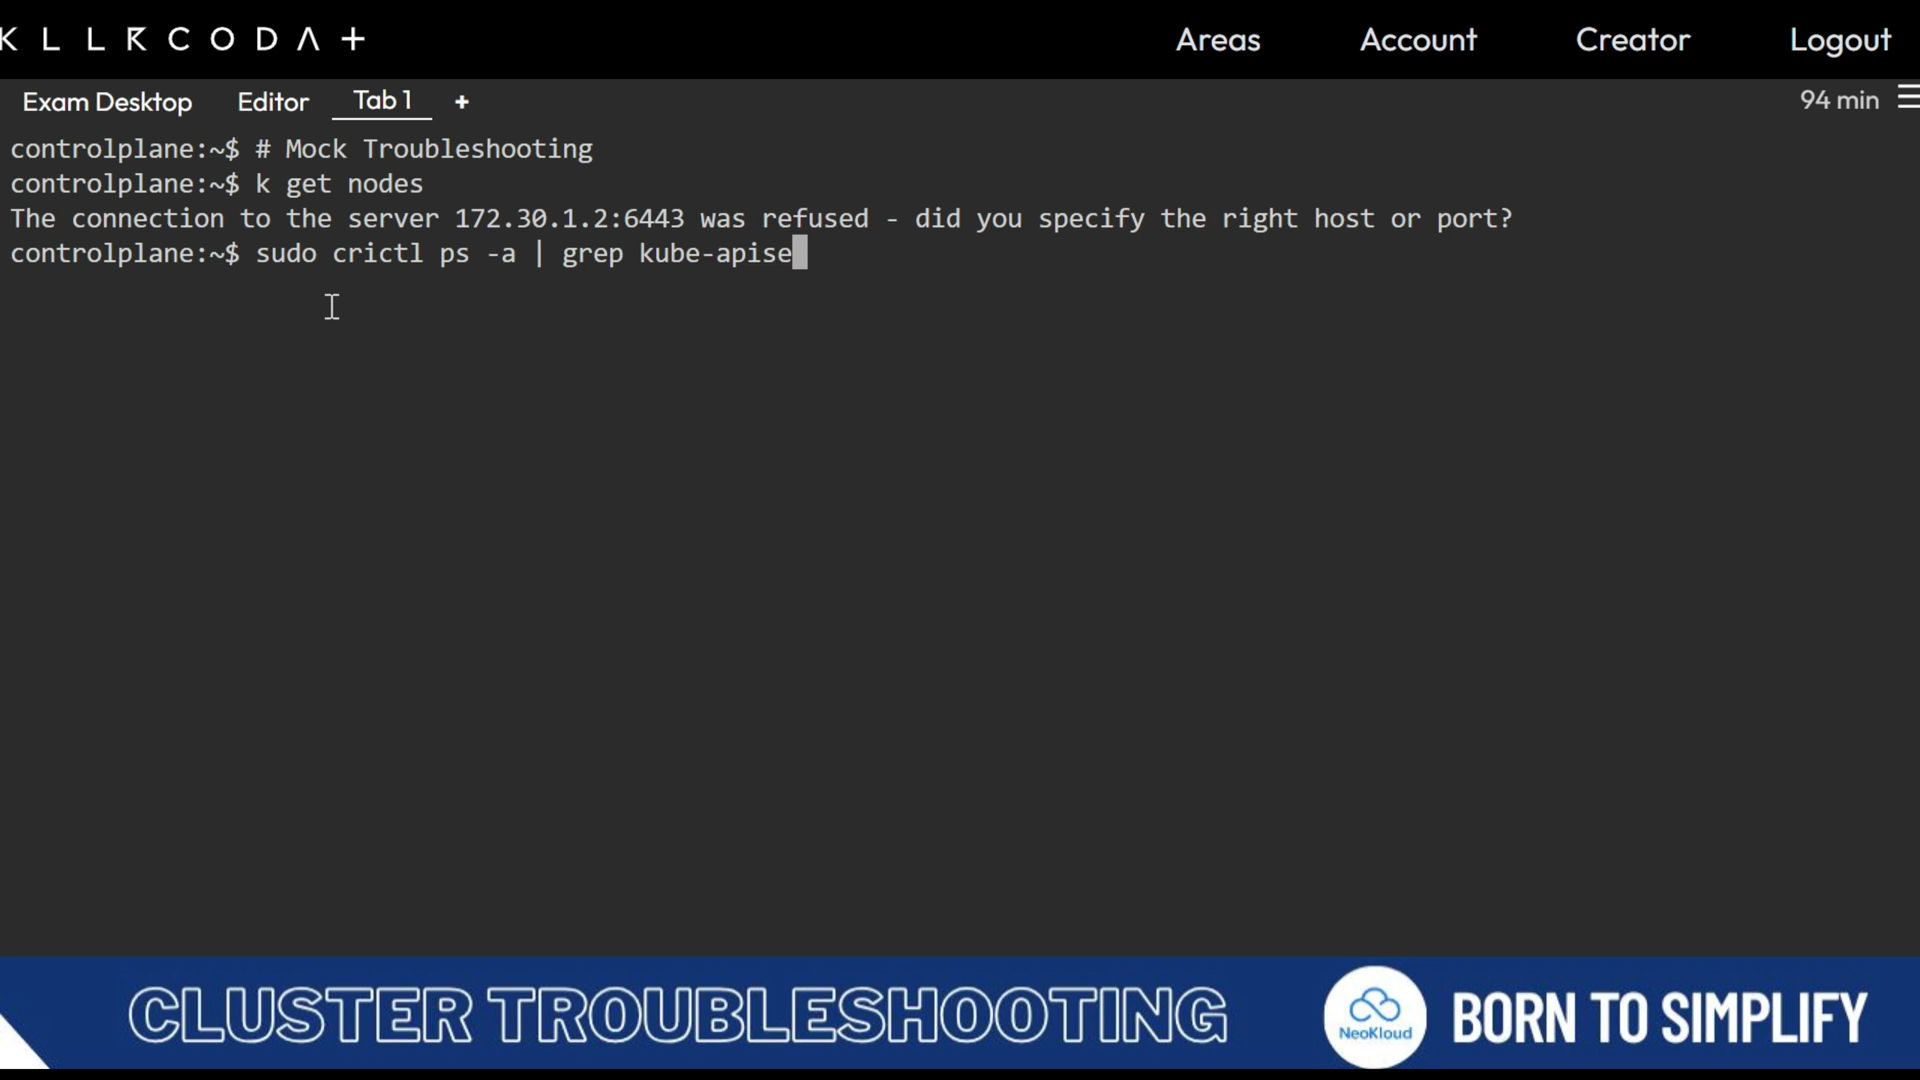 KLLRCODA+
Areas Account Creator Logout
Exam Desktop Editor Tab 1 +
94 min
controlplane:~$ # Mock Troubleshooting
controlplane:~$ k get nodes
The connection to the server 172.30.1.2:6443 was refused - did you specify the right host or port?
controlplane:~$ sudo crictl ps -a | grep kube-apise
CLUSTER TROUBLESHOOTING
NeoKloud
BORN TO SIMPLIFY